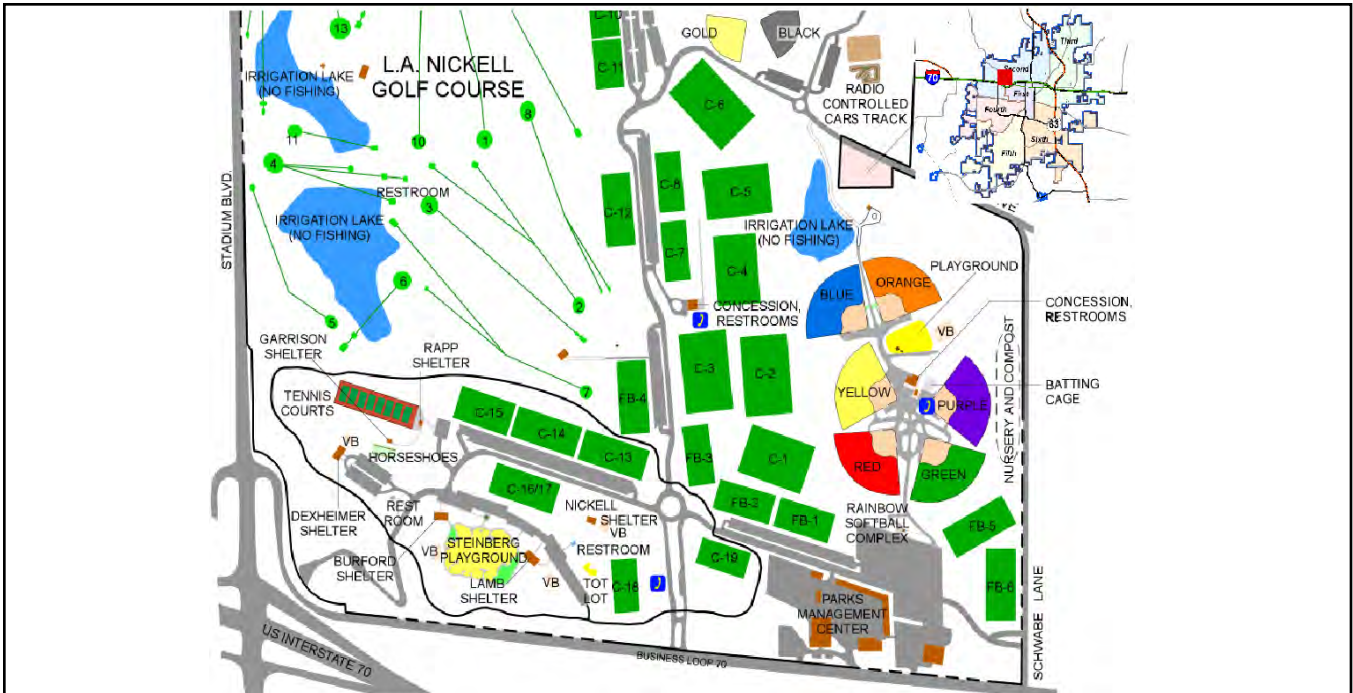 13
C-10
GOLD
BLACK
Third
L.A. NICKELL
GOLF COURSE
IRRIGATION LAKE
(NO FISHING)
C-11
70
Second
RADIO
CONTROLLED
CARS TRACK
First
Fourth
63
Sixth
Fifth
C-6
8
11
10
1
4
RESTROOM
3
C-8
C-5
C-12
STADIUM BLVD.
IRRIGATION LAKE
(NO FISHING)
IRRIGATION LAKE
(NO FISHING)
C-7
C-4
PLAYGROUND
6
BLUE
ORANGE
2
CONCESSION,
RESTROOMS
CONCESSION,
RE
STROOMS
5
VB
GARRISON
SHELTER
RAPP
SHELTER
C-3
C-2
NURSERY AND COMPOST
TENNIS
COURTS
7
FB-4
YELLOW
PURPLE
BATTING
CAGE
C-15
C-14
C-13
VB
HORSESHOES
FB-3
C-1
RED
GREEN
C-16/17
DEXHEIMER
SHELTER
REST
ROOM
NICKELL
SHELTER
VB
FB-2
FB-1
RAINBOW
SOFTBALL
COMPLEX
FB-5
BURFORD
SHELTER
VB
STEINBERG
PLAYGROUND
RESTROOM
C-19
LAMB
SHELTER
VB
TOT
LOT
C-18
FB-6
PARKS
MANAGEMENT
CENTER
SCHWABE LANE
US INTERSTATE 70
BUSINESS LOOP 70